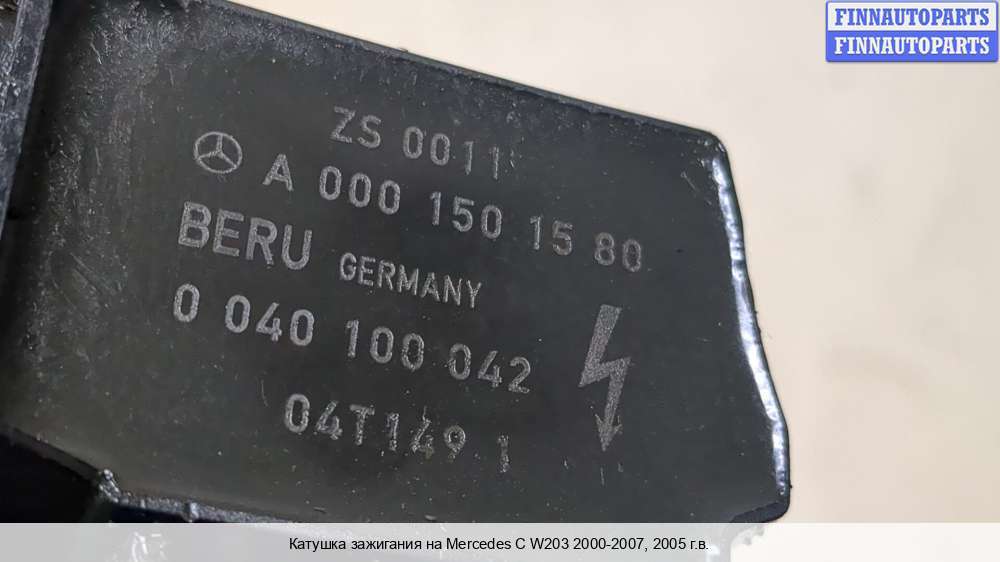 FINNAUTOPARTS
FINNAUTOPARTS
ZS 0011
A 000 150 15 80
BERU GERMANY
0 040 100 042
04T149 1
Катушка зажигания на Mercedes C W203 2000-2007, 2005 г.в.